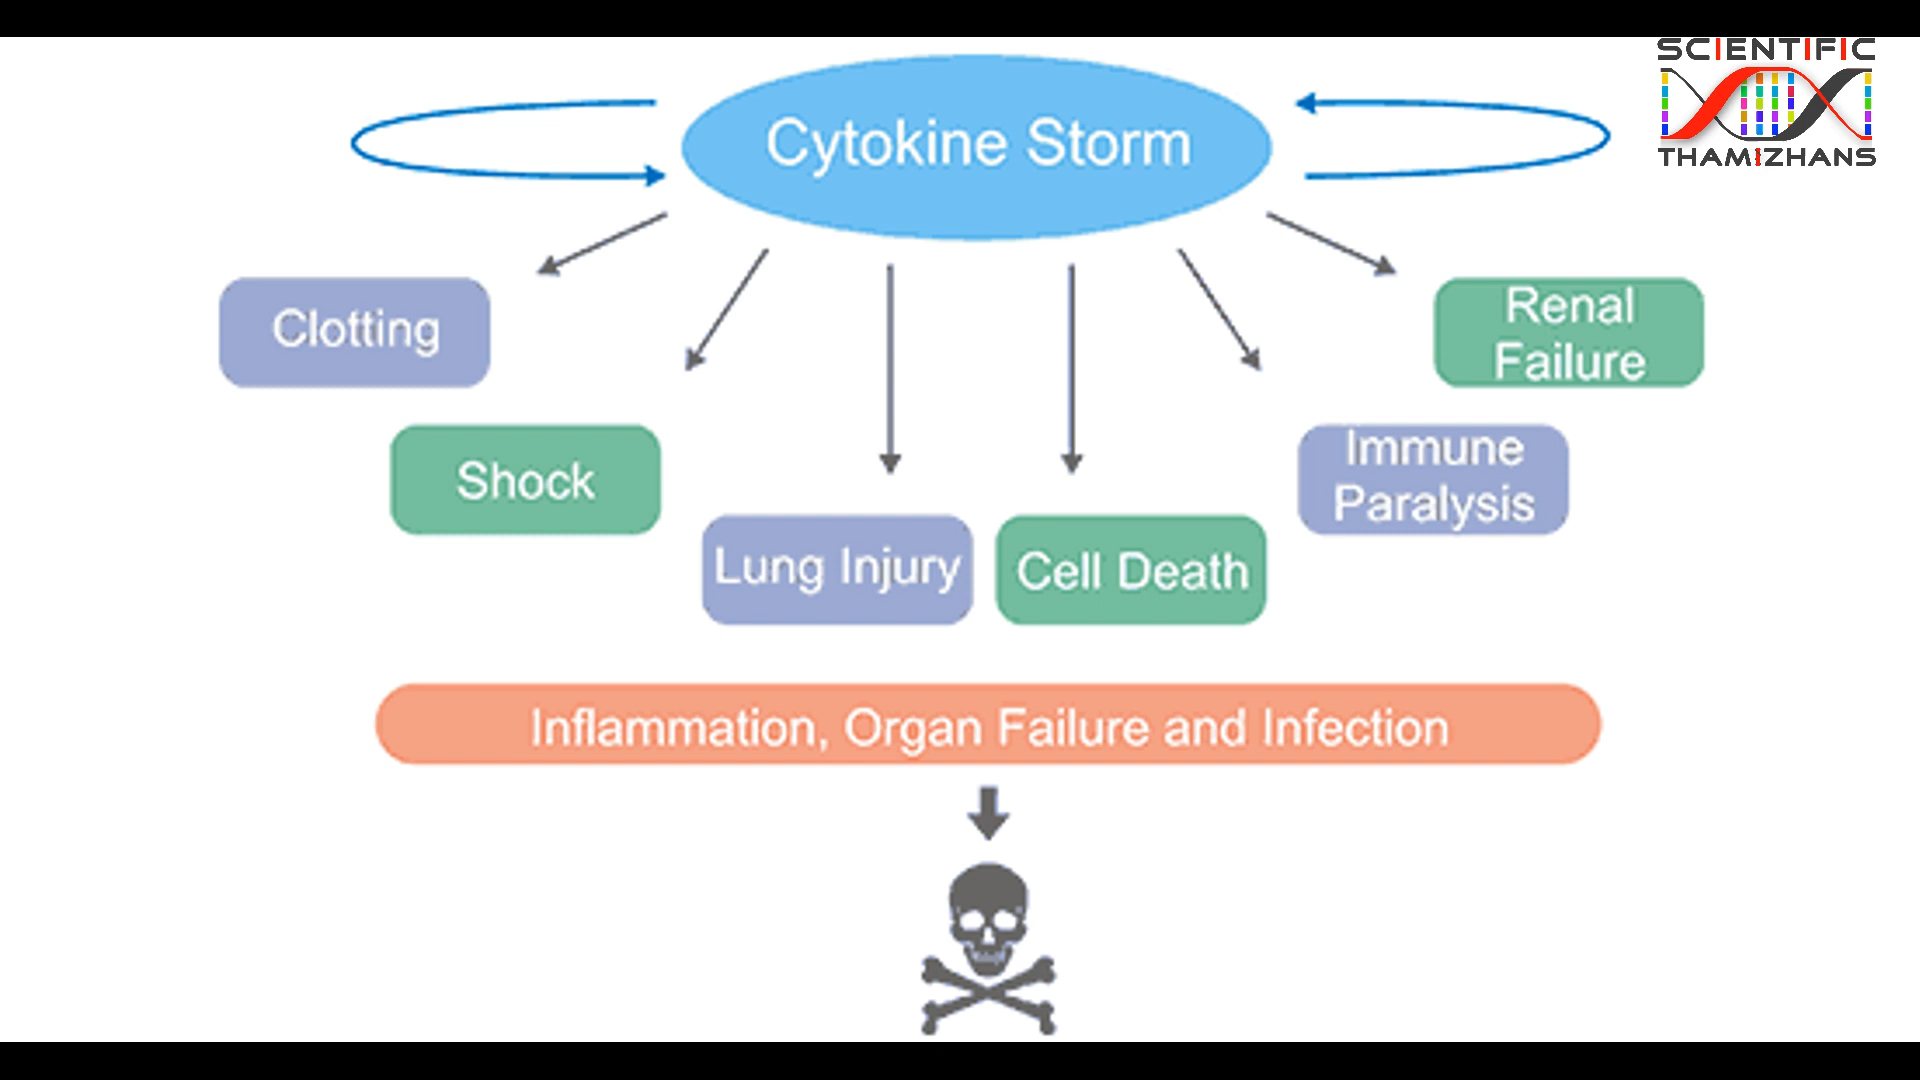 SCIENTIFIC
THAMIZHANS
Cytokine Storm
Clotting
Renal
Failure
Shock
Immune
Paralysis
Lung Injury
Cell Death
Inflammation, Organ Failure and Infection